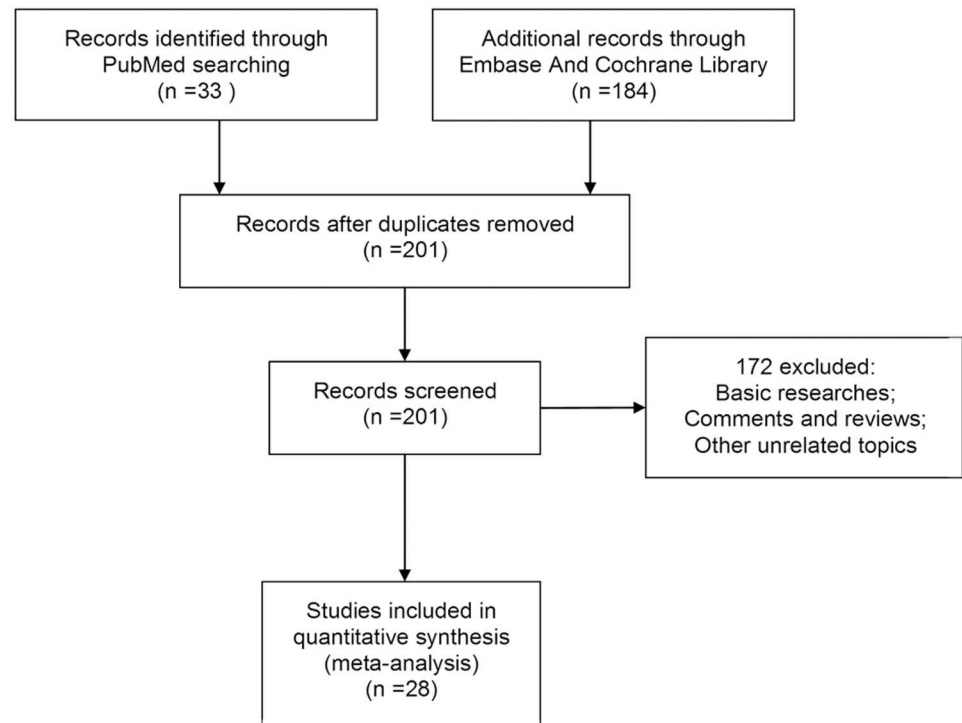 Records identified through
PubMed searching
(n =33 )
Additional records through
Embase And Cochrane Library
(n =184)
Records after duplicates removed
(n =201)
Records screened
(n =201)
172 excluded:
Basic researches;
Comments and reviews;
Other unrelated topics
Studies included in
quantitative synthesis
(meta-analysis)
(n =28)